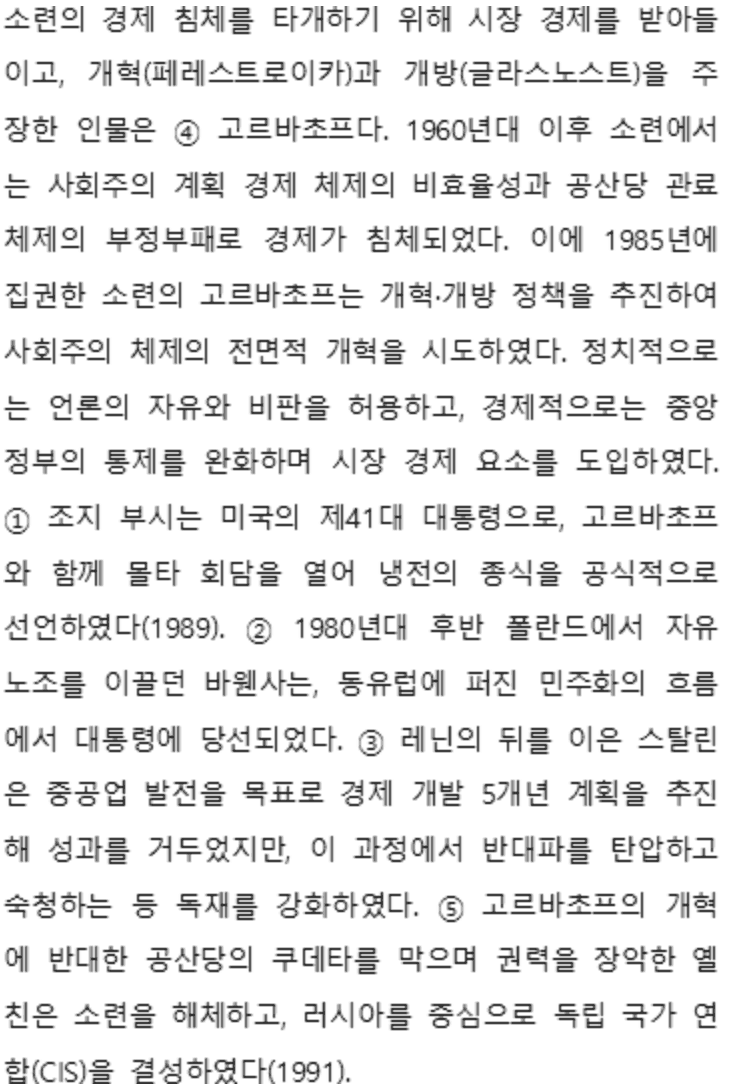 소련의 경제 침체를 타개하기 위해 시장 경제를 받아들
이고, 개혁(페레스트로이카)과 개방(글라스노스트)을 주
장한 인물은 ④ 고르바초프다. 1960년대 이후 소련에서
는 사회주의 계획 경제 체제의 비효율성과 공산당 관료
체제의 부정부패로 경제가 침체되었다. 이에 1985년에
집권한 소련의 고르바초프는 개혁·개방 정책을 추진하여
사회주의 체제의 전면적 개혁을 시도하였다. 정치적으로
는 언론의 자유와 비판을 허용하고, 경제적으로는 중앙
정부의 통제를 완화하며 시장 경제 요소를 도입하였다.
① 조지 부시는 미국의 제41대 대통령으로, 고르바초프
와 함께 몰타 회담을 열어 냉전의 종식을 공식적으로
선언하였다(1989). ② 1980년대 후반 폴란드에서 자유
노조를 이끌던 바웬사는, 동유럽에 퍼진 민주화의 흐름
에서 대통령에 당선되었다. ③ 레닌의 뒤를 이은 스탈린
은 중공업 발전을 목표로 경제 개발 5개년 계획을 추진
해 성과를 거두었지만, 이 과정에서 반대파를 탄압하고
숙청하는 등 독재를 강화하였다. ⑤ 고르바초프의 개혁
에 반대한 공산당의 쿠데타를 막으며 권력을 장악한 옐
친은 소련을 해체하고, 러시아를 중심으로 독립 국가 연
합(CIS)을 결성하였다(1991).